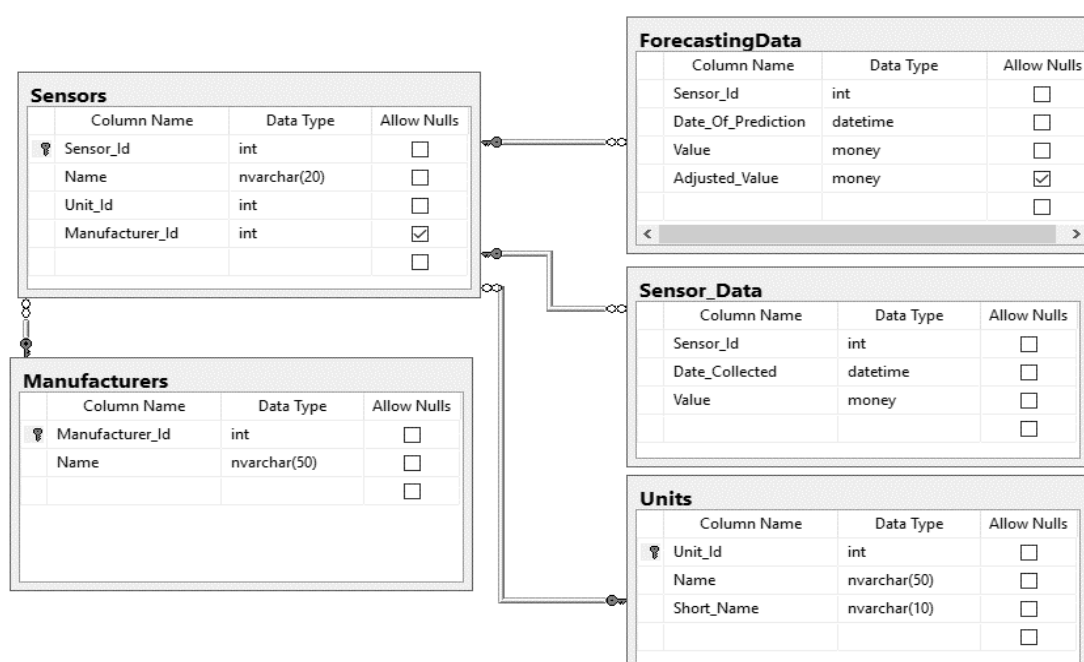 Sensors
Column Name Data Type Allow Nulls
Sensor_Id int
Name nvarchar(20)
Unit_Id int
Manufacturer_Id int
Manufacturers
Column Name Data Type Allow Nulls
Manufacturer_Id int
Name nvarchar(50)
ForecastingData
Column Name Data Type Allow Nulls
Sensor_Id int
Date_Of_Prediction datetime
Value money
Adjusted_Value money
Sensor_Data
Column Name Data Type Allow Nulls
Sensor_Id int
Date_Collected datetime
Value money
Units
Column Name Data Type Allow Nulls
Unit_Id int
Name nvarchar(50)
Short_Name nvarchar(10)